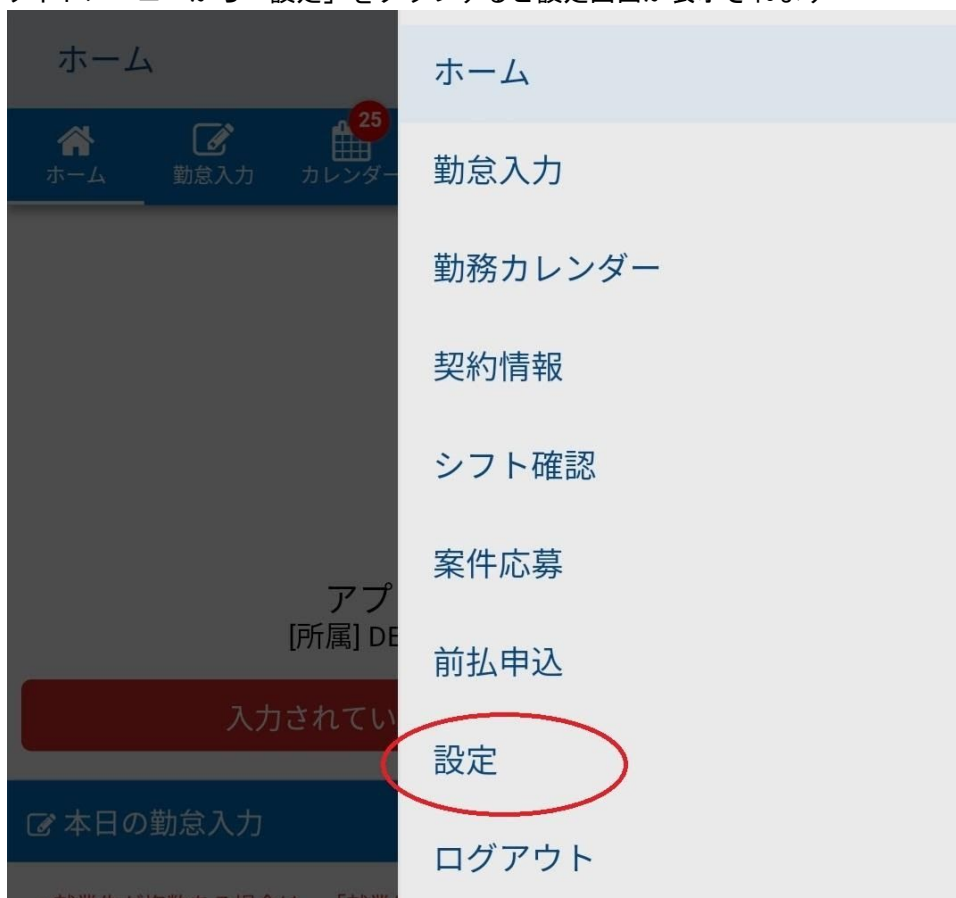 ホーム
ホーム
勤怠入力
25
カレンダー
アプ
[所属] DE
入力されてい
本日の勤怠入力
ホーム
勤怠入力
勤務カレンダー
契約情報
シフト確認
案件応募
前払申込
設定
ログアウト